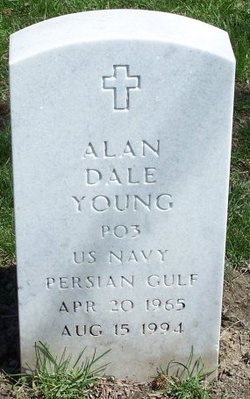 ALAN
DALE
YOUNG
PO3
US NAVY
PERSIAN GULF
APR 20 1965
AUG 15 1994